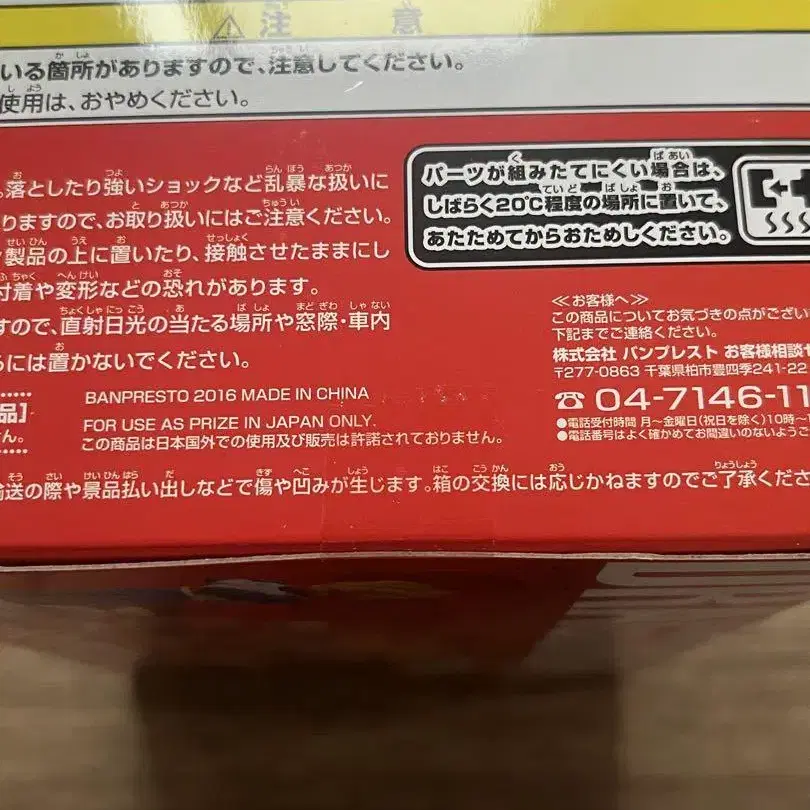 注意
いる箇所がありますので、注意してください。
使用は、おやめください。
落としたり強いショックなど乱暴な扱いに
りますので、お取り扱いにはご注意ください。
製品の上に置いたり、接触させたままにし
付着や変形などの恐れがあります。
すので、直射日光の当たる場所や窓際・車内
には置かないでください。
パーツが組みたてにくい場合は、
しばらく20℃程度の場所に置いて、
あたためてからおためしください。
≪お客様へ≫
この商品についてお気づきの点がござい
下記までご連絡ください。
株式会社 バンプレスト お客様相談
〒277-0863 千葉県柏市豊四季241-22
☎ 04-7146-11
●電話受付時間 月～金曜日(祝日を除く)10時～
●電話番号はよく確かめてお間違いのないよう
品]
ん。
BANPRESTO 2016 MADE IN CHINA
FOR USE AS PRIZE IN JAPAN ONLY.
この商品は日本国外での使用及び販売は許諾されておりません。
輸送の際や景品払い出しなどで傷や凹みが生じます。箱の交換には応じかねますのでご了承くださ